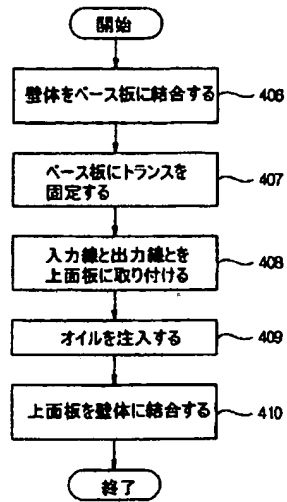 開始
壁体をベース板に結合する 406
ベース板にトランスを
固定する 407
入力線と出力線とを
上面板に取り付ける 408
オイルを注入する 409
上面板を壁体に結合する 410
終了